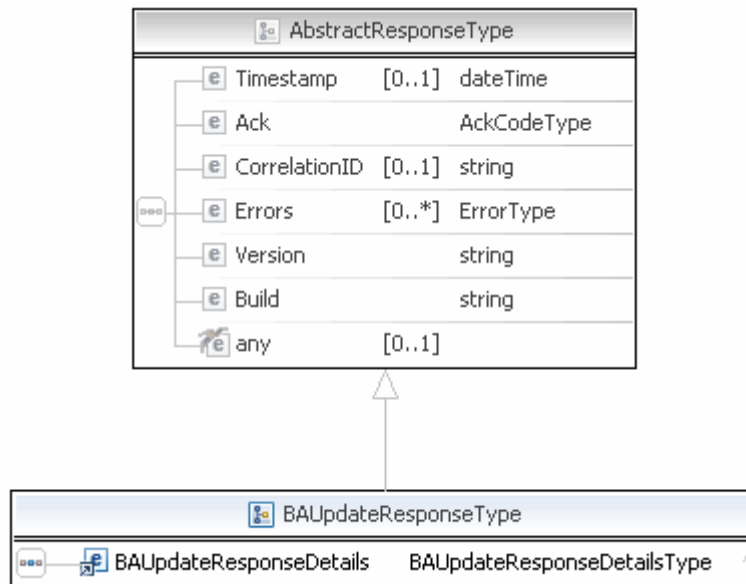 AbstractResponseType
e Timestamp [0..1] dateTime
e Ack AckCodeType
e CorrelationID [0..1] string
e Errors [0..*] ErrorType
e Version string
e Build string
e any [0..1]
BAUpdateResponseType
e BAUpdateResponseDetails BAUpdateResponseDetailsType